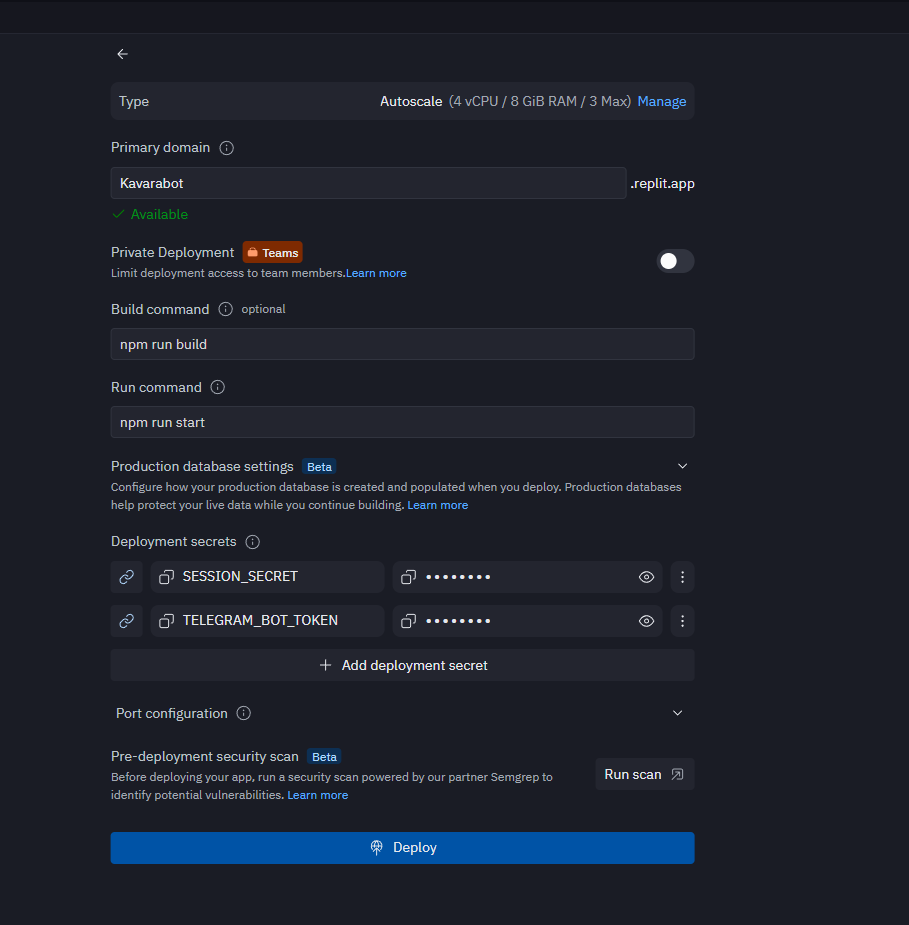 Type Autoscale (4 vCPU / 8 GiB RAM / 3 Max) Manage
Primary domain
Kavarabot .replit.app
Available
Private Deployment Teams
Limit deployment access to team members.Learn more
Build command optional
npm run build
Run command
npm run start
Production database settings Beta
Configure how your production database is created and populated when you deploy. Production databases
help protect your live data while you continue building. Learn more
Deployment secrets
SESSION_SECRET ••••••••
TELEGRAM_BOT_TOKEN ••••••••
Add deployment secret
Port configuration
Pre-deployment security scan Beta
Before deploying your app, run a security scan powered by our partner Semgrep to
identify potential vulnerabilities. Learn more
Run scan
Deploy